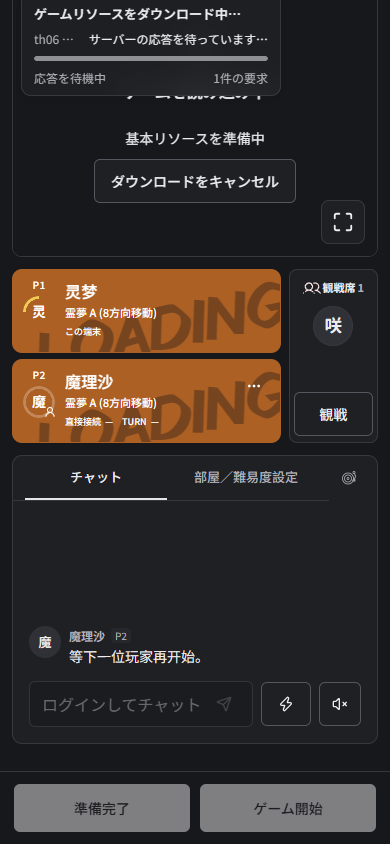 ゲームリソースをダウンロード中…
th06 … サーバーの応答を待っています…
応答を待機中 1件の要求
基本リソースを準備中
ダウンロードをキャンセル
P1
灵
灵梦
霊夢 A (8方向移動)
この端末
LOADING
P2
魔
魔理沙
霊夢 A (8方向移動)
直接接続 — TURN —
LOADING
観戦席 1
咲
観戦
チャット 部屋／難易度設定
魔
魔理沙 P2
等下一位玩家再开始。
ログインしてチャット
準備完了 ゲーム開始